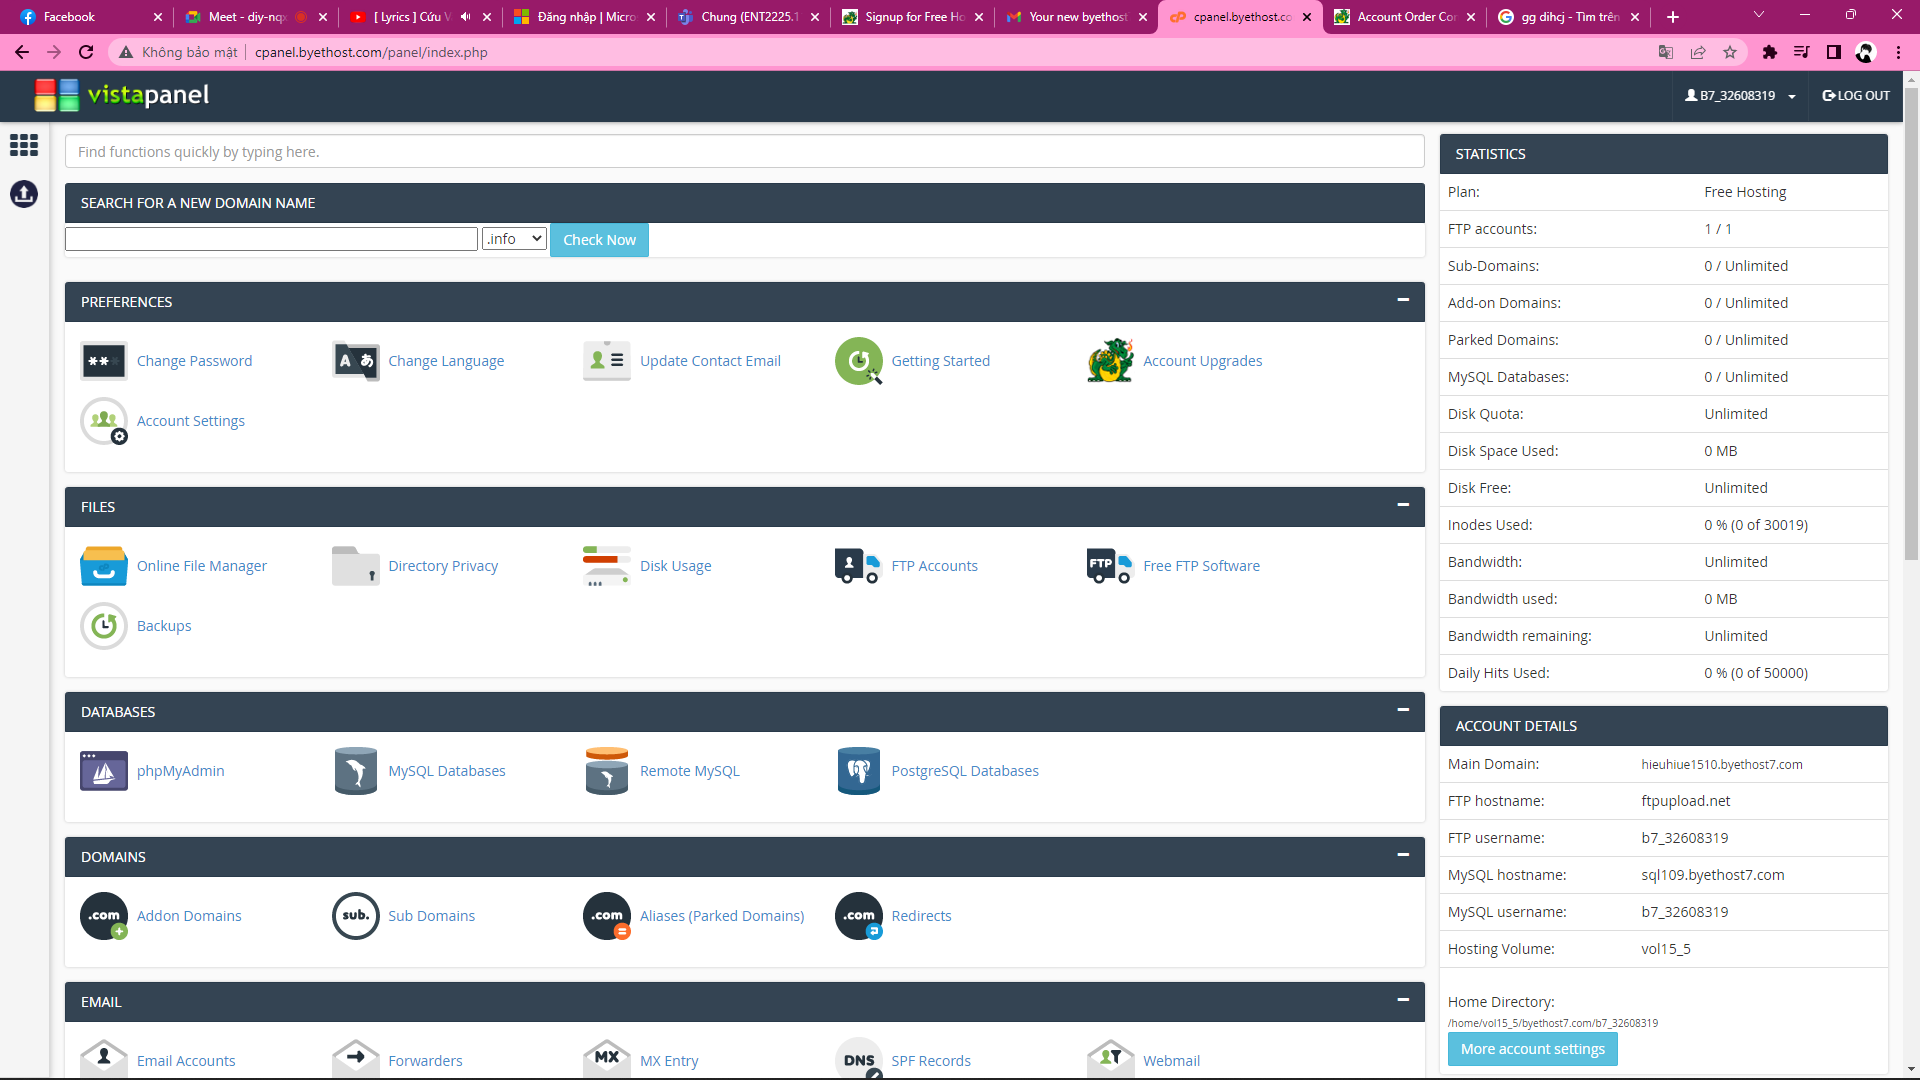 Facebook
Meet - diy-nqx
[ Lyrics ] Cứu V
Đăng nhập | Micro
Chung (ENT2225.1
Signup for Free Ho
Your new byethost
cpanel.byethost.co
Account Order Cor
gg dihcj - Tìm trên
Không bảo mật
cpanel.byethost.com/panel/index.php
vistapanel
B7_32608319
LOG OUT
Find functions quickly by typing here.
SEARCH FOR A NEW DOMAIN NAME
.info
Check Now
PREFERENCES
Change Password
Change Language
Update Contact Email
Getting Started
Account Upgrades
Account Settings
FILES
Online File Manager
Directory Privacy
Disk Usage
FTP Accounts
FTP
Free FTP Software
Backups
DATABASES
phpMyAdmin
MySQL Databases
Remote MySQL
PostgreSQL Databases
DOMAINS
.com
Addon Domains
sub.
Sub Domains
.com
Aliases (Parked Domains)
.com
Redirects
EMAIL
Email Accounts
Forwarders
MX
MX Entry
DNS
SPF Records
Webmail
STATISTICS
Plan: Free Hosting
FTP accounts: 1 / 1
Sub-Domains: 0 / Unlimited
Add-on Domains: 0 / Unlimited
Parked Domains: 0 / Unlimited
MySQL Databases: 0 / Unlimited
Disk Quota: Unlimited
Disk Space Used: 0 MB
Disk Free: Unlimited
Inodes Used: 0 % (0 of 30019)
Bandwidth: Unlimited
Bandwidth used: 0 MB
Bandwidth remaining: Unlimited
Daily Hits Used: 0 % (0 of 50000)
ACCOUNT DETAILS
Main Domain: hieuhiue1510.byethost7.com
FTP hostname: ftpupload.net
FTP username: b7_32608319
MySQL hostname: sql109.byethost7.com
MySQL username: b7_32608319
Hosting Volume: vol15_5
Home Directory:
/home/vol15_5/byethost7.com/b7_32608319
More account settings